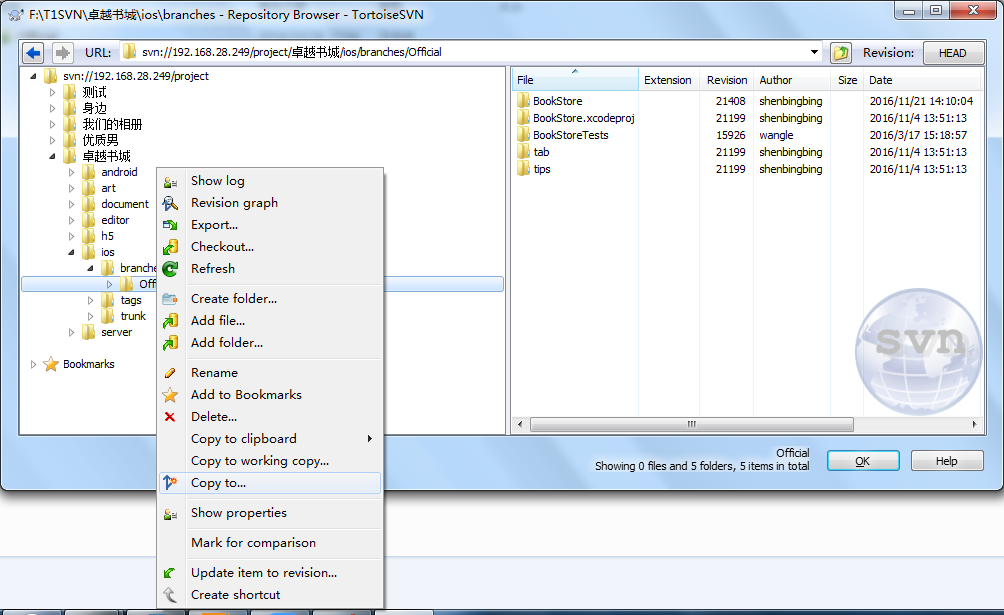 F:\T1SVN\卓越书城\ios\branches - Repository Browser - TortoiseSVN
URL: svn://192.168.28.249/project/卓越书城/ios/branches/Official Revision: HEAD
svn://192.168.28.249/project
测试
身边
我们的相册
优质男
卓越书城
android
art
document
editor
h5
ios
branche
Offi
tags
trunk
server
Bookmarks
File Extension Revision Author Size Date
BookStore 21408 shenbingbing 2016/11/21 14:10:04
BookStore.xcodeproj 21199 shenbingbing 2016/11/4 13:51:13
BookStoreTests 15926 wangle 2016/3/17 15:18:57
tab 21199 shenbingbing 2016/11/4 13:51:13
tips 21199 shenbingbing 2016/11/4 13:51:13
svn
Show log
Revision graph
Export...
Checkout...
Refresh
Create folder...
Add file...
Add folder...
Rename
Add to Bookmarks
Delete...
Copy to clipboard
Copy to working copy...
Copy to...
Show properties
Mark for comparison
Update item to revision...
Create shortcut
Official
Showing 0 files and 5 folders, 5 items in total
OK Help